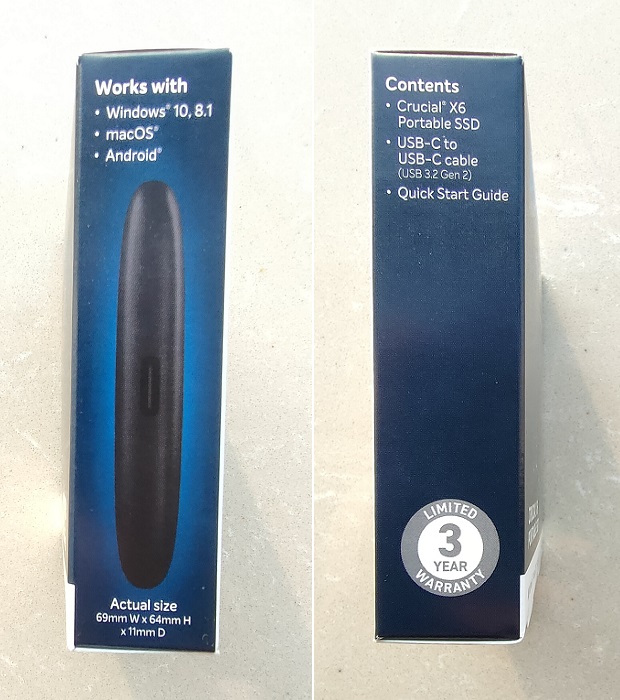 Works with
• Windows® 10, 8.1
• macOS®
• Android®
Actual size
69mm W x 64mm H
x 11mm D
Contents
• Crucial® X6
Portable SSD
• USB-C to
USB-C cable
(USB 3.2 Gen 2)
• Quick Start Guide
LIMITED
3
YEAR
WARRANTY